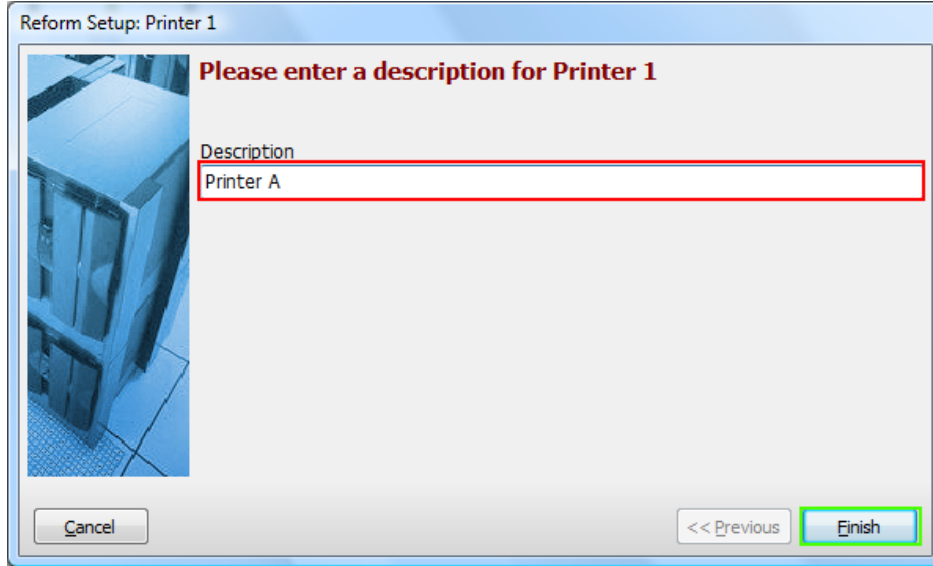 Reform Setup: Printer 1
Please enter a description for Printer 1
Description
Printer A
Cancel
<< Previous
Finish